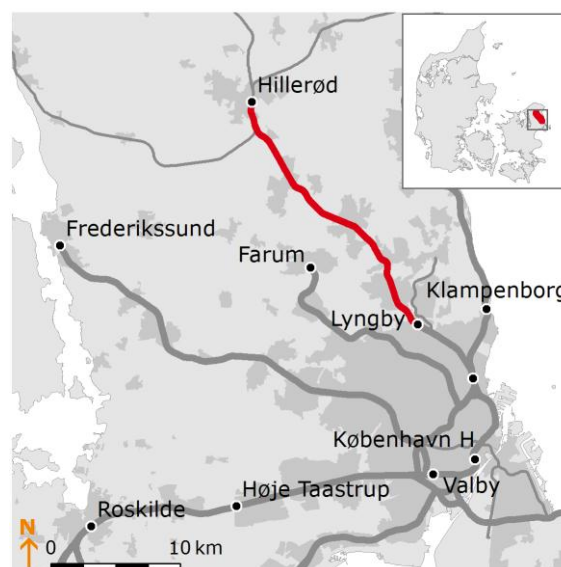 Hillerød
Frederikssund
Farum
Klampenborg
Lyngby
København H
Valby
Høje Taastrup
Roskilde
N
0 10 km